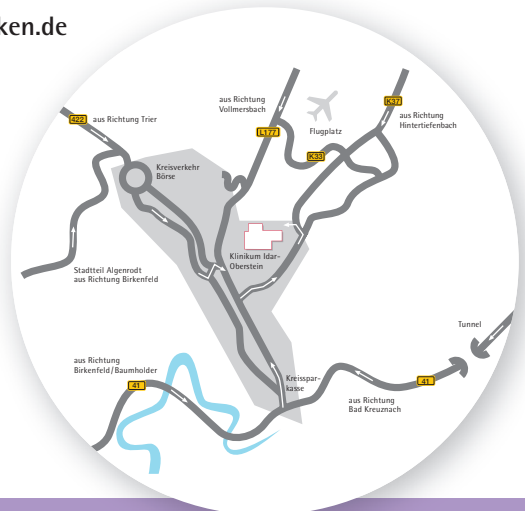 ken.de
aus Richtung
Vollmersbach
K37
422
aus Richtung Trier
aus Richtung
Hintertiefenbach
L177
Flugplatz
K33
Kreisverkehr
Börse
Klinikum Idar-
Oberstein
Stadtteil Algenrodt
aus Richtung Birkenfeld
Tunnel
aus Richtung
Birkenfeld/Baumholder
41
Kreisspar-
kasse
41
aus Richtung
Bad Kreuznach